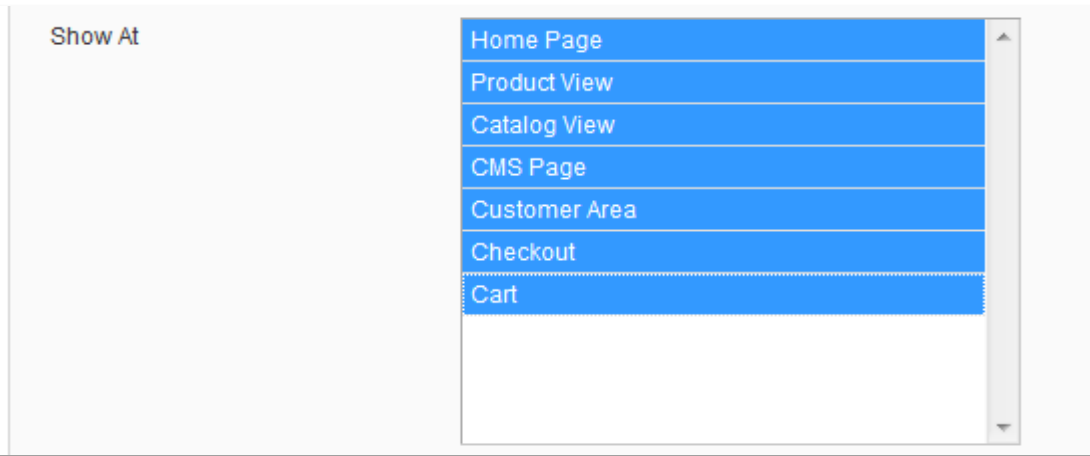 Show At
Home Page
Product View
Catalog View
CMS Page
Customer Area
Checkout
Cart